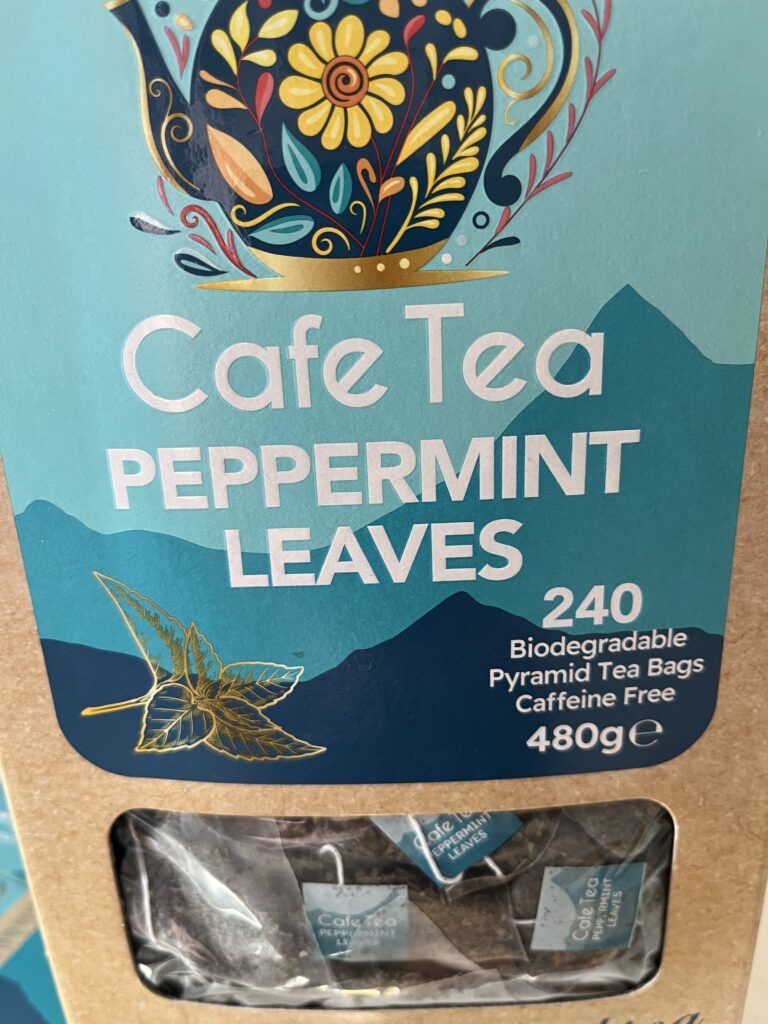 Cafe Tea
PEPPERMINT
LEAVES
240
Biodegradable
Pyramid Tea Bags
Caffeine Free
480g℮
Cafe Tea
EPPERMINT
LEAVES
Cafe Tea
PEPPERMINT
LEAVES
Cafe Tea
PEPPERMINT
LEAVES